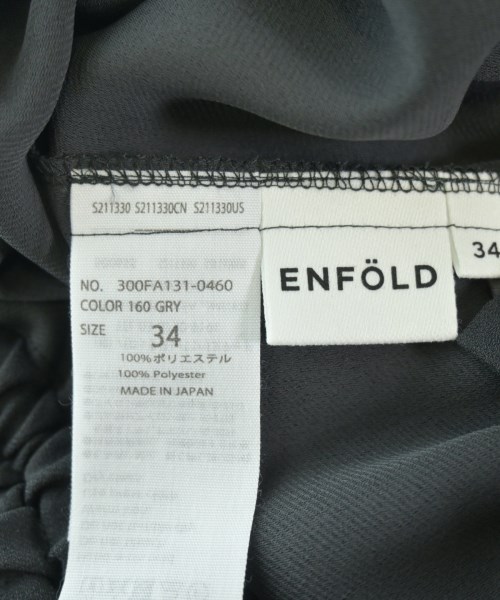 S211330 S211330CN S211330US
NO. 300FA131-0460
COLOR 160 GRY
SIZE 34
100%ポリエステル
100% Polyester
MADE IN JAPAN
ENFÖLD
34